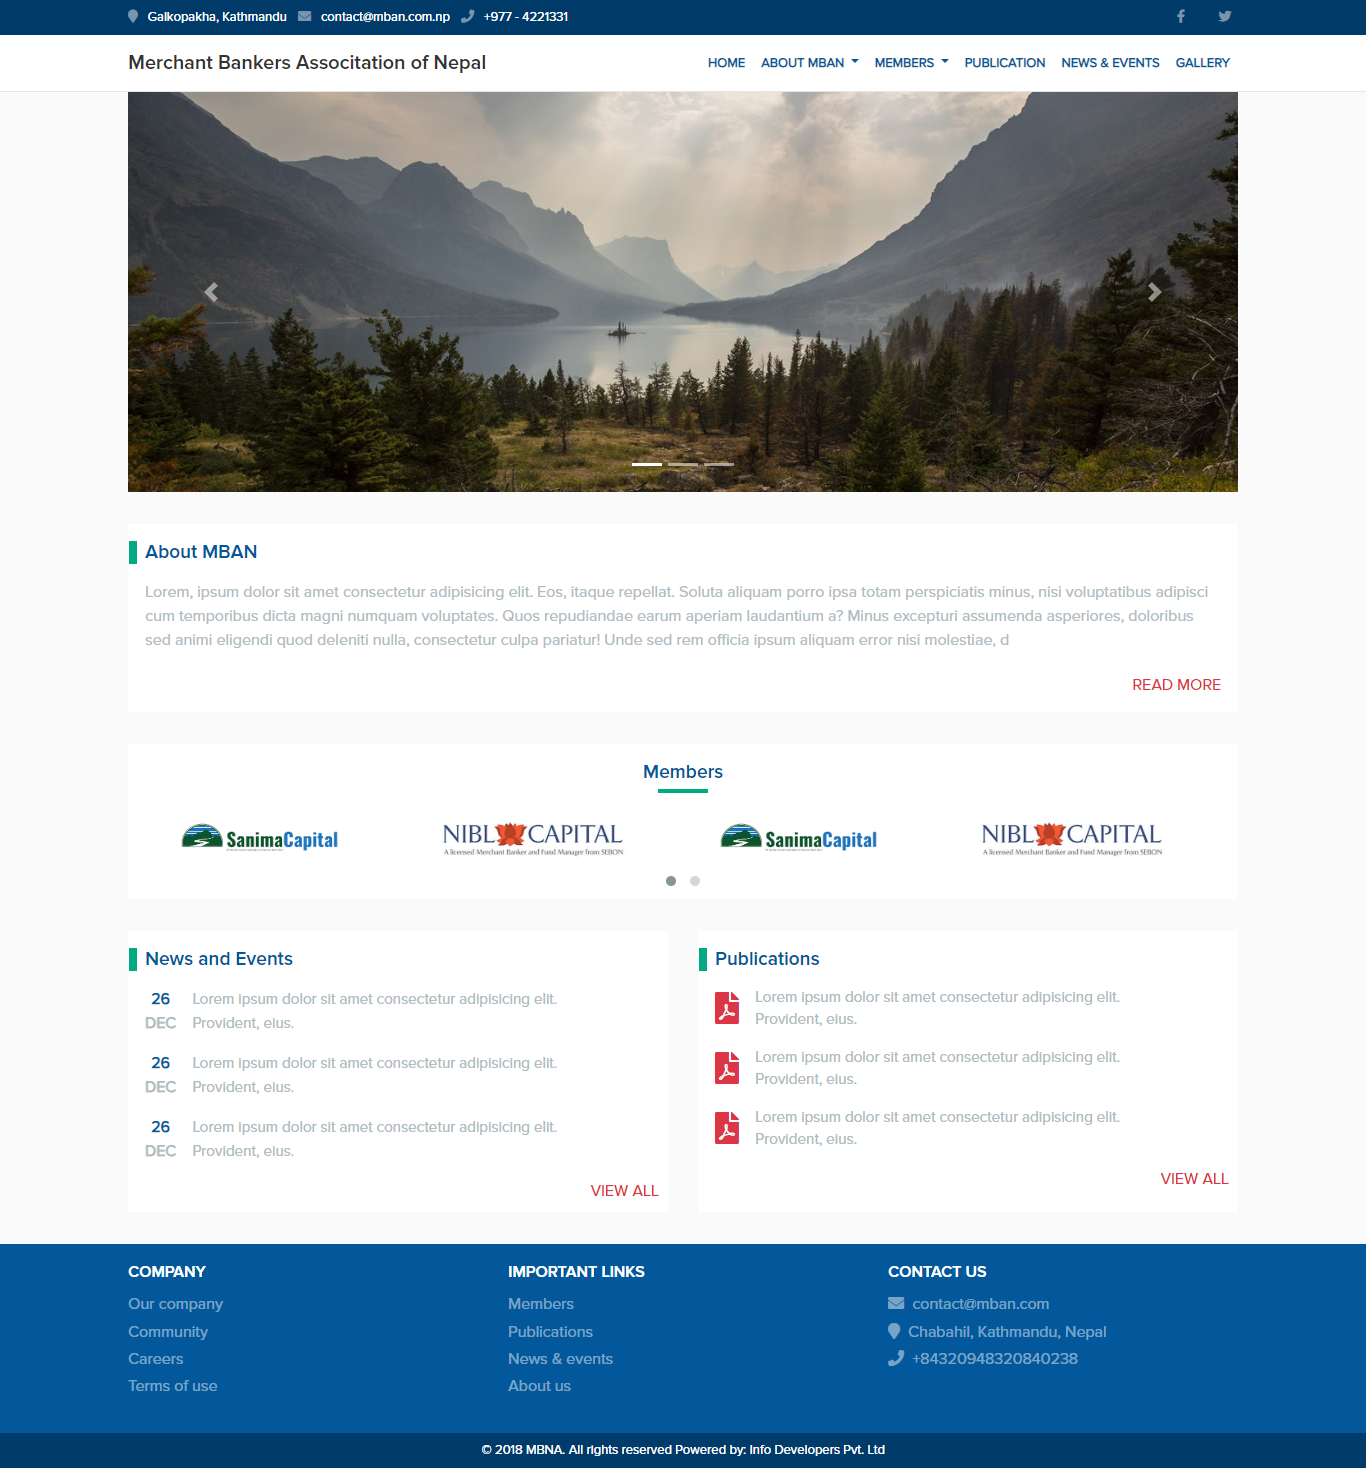 Galkopakha, Kathmandu contact@mban.com.np +977 - 4221331
Merchant Bankers Associtation of Nepal
HOME ABOUT MBAN MEMBERS PUBLICATION NEWS & EVENTS GALLERY
About MBAN
Lorem, ipsum dolor sit amet consectetur adipisicing elit. Eos, itaque repellat. Soluta aliquam porro ipsa totam perspiciatis minus, nisi voluptatibus adipisci
cum temporibus dicta magni numquam voluptates. Quos repudiandae earum aperiam laudantium a? Minus excepturi assumenda asperiores, doloribus
sed animi eligendi quod deleniti nulla, consectetur culpa pariatur! Unde sed rem officia ipsum aliquam error nisi molestiae, d
READ MORE
Members
SanimaCapital
NIBL CAPITAL
A licensed Merchant Banker and Fund Manager from SEBON
SanimaCapital
NIBL CAPITAL
A licensed Merchant Banker and Fund Manager from SEBON
News and Events
26 Lorem ipsum dolor sit amet consectetur adipisicing elit.
DEC Provident, eius.
26 Lorem ipsum dolor sit amet consectetur adipisicing elit.
DEC Provident, eius.
26 Lorem ipsum dolor sit amet consectetur adipisicing elit.
DEC Provident, eius.
VIEW ALL
Publications
Lorem ipsum dolor sit amet consectetur adipisicing elit.
Provident, eius.
Lorem ipsum dolor sit amet consectetur adipisicing elit.
Provident, eius.
Lorem ipsum dolor sit amet consectetur adipisicing elit.
Provident, eius.
VIEW ALL
COMPANY
Our company
Community
Careers
Terms of use
IMPORTANT LINKS
Members
Publications
News & events
About us
CONTACT US
contact@mban.com
Chabahil, Kathmandu, Nepal
+84320948320840238
© 2018 MBNA. All rights reserved Powered by: Info Developers Pvt. Ltd